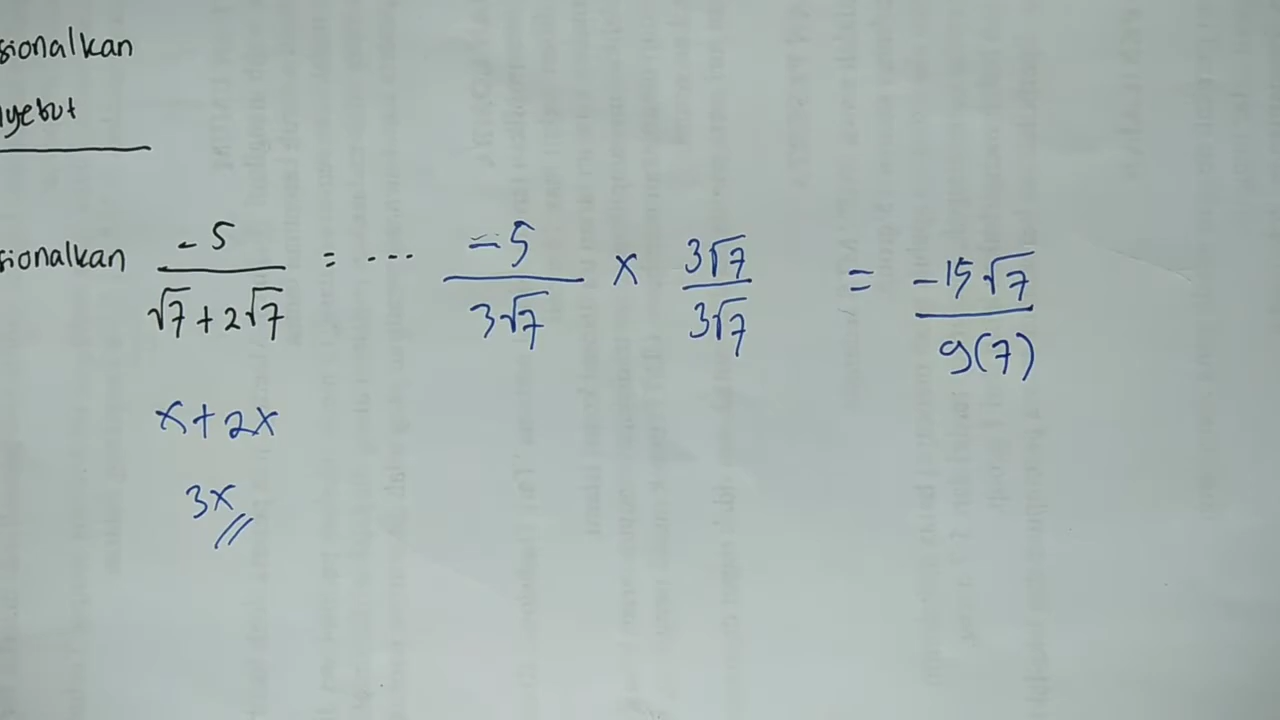 sionalkan
yebut
sionalkan -5 / √7 + 2√7 = ... -5 / 3√7 × 3√7 / 3√7 = -15√7 / 9(7)
x + 2x
3x